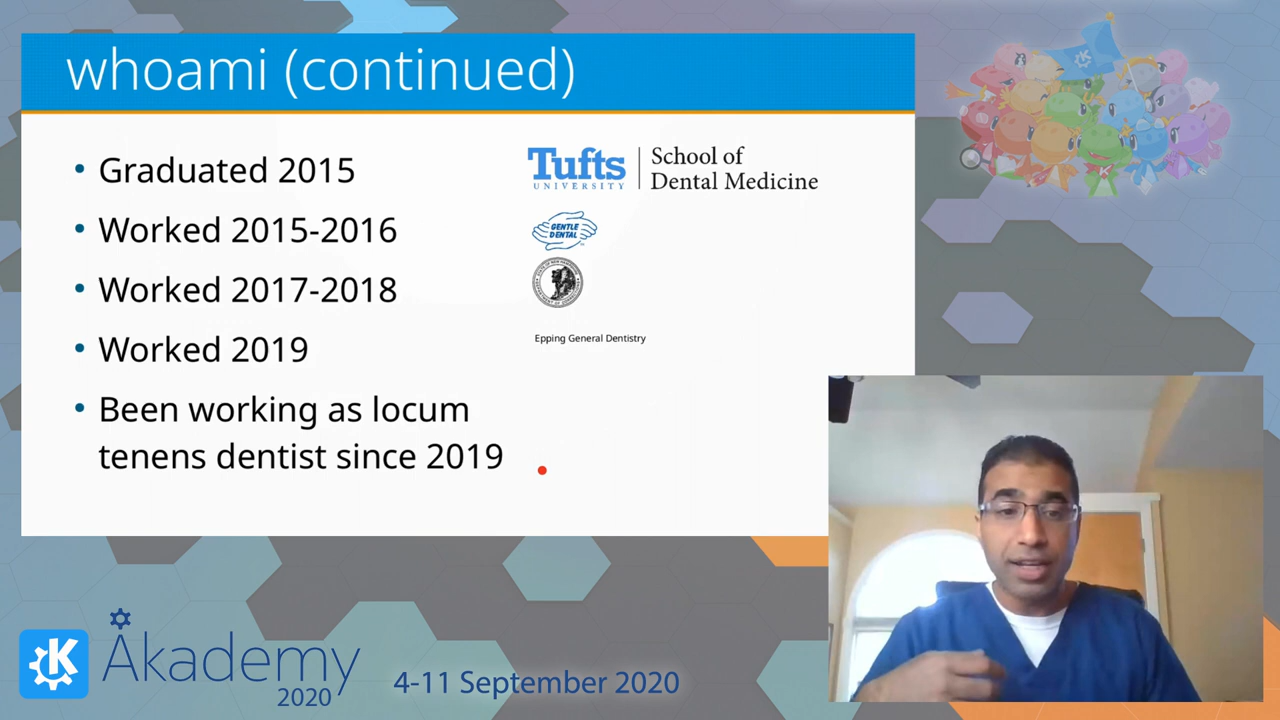 whoami (continued)
• Graduated 2015
Tufts
UNIVERSITY
School of
Dental Medicine
• Worked 2015-2016
GENTLE
DENTAL
• Worked 2017-2018
• Worked 2019
Epping General Dentistry
• Been working as locum
tenens dentist since 2019
K
Akademy
2020
4-11 September 2020